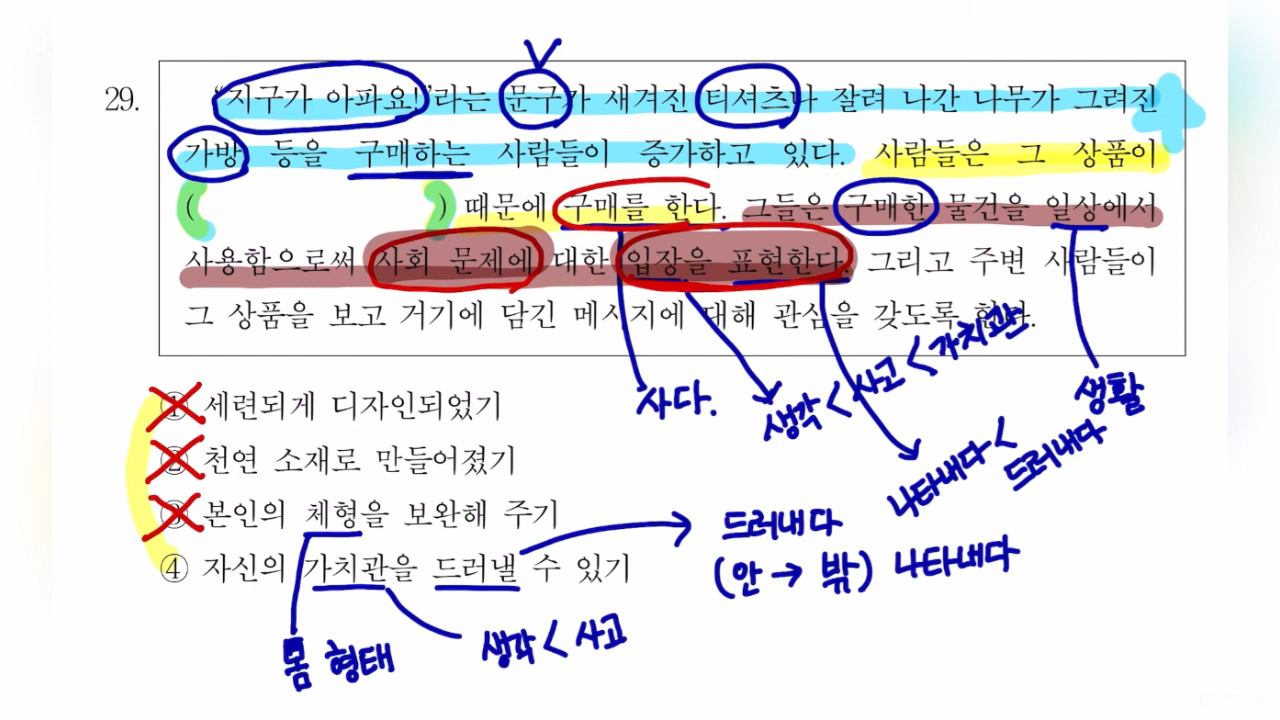 29. “지구가 아파요!”라는 문구가 새겨진 티셔츠나 잘려 나간 나무가 그려진
가방 등을 구매하는 사람들이 증가하고 있다. 사람들은 그 상품이
( ) 때문에 구매를 한다. 그들은 구매한 물건을 일상에서
사용함으로써 사회 문제에 대한 입장을 표현한다. 그리고 주변 사람들이
그 상품을 보고 거기에 담긴 메시지에 대해 관심을 갖도록 한다.
사다.
생각 < 사고 < 가치관
생활
나타내다 < 드러내다
① 세련되게 디자인되었기
② 천연 소재로 만들어졌기
③ 본인의 체형을 보완해 주기
④ 자신의 가치관을 드러낼 수 있기
드러내다
(안 → 밖) 나타내다
몸 형태
생각 < 사고